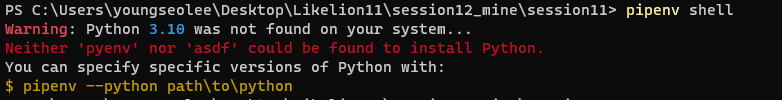 PS C:\Users\youngseolee\Desktop\Likelion11\session12_mine\session11> pipenv shell
Warning: Python 3.10 was not found on your system...
Neither 'pyenv' nor 'asdf' could be found to install Python.
You can specify specific versions of Python with:
$ pipenv --python path\to\python